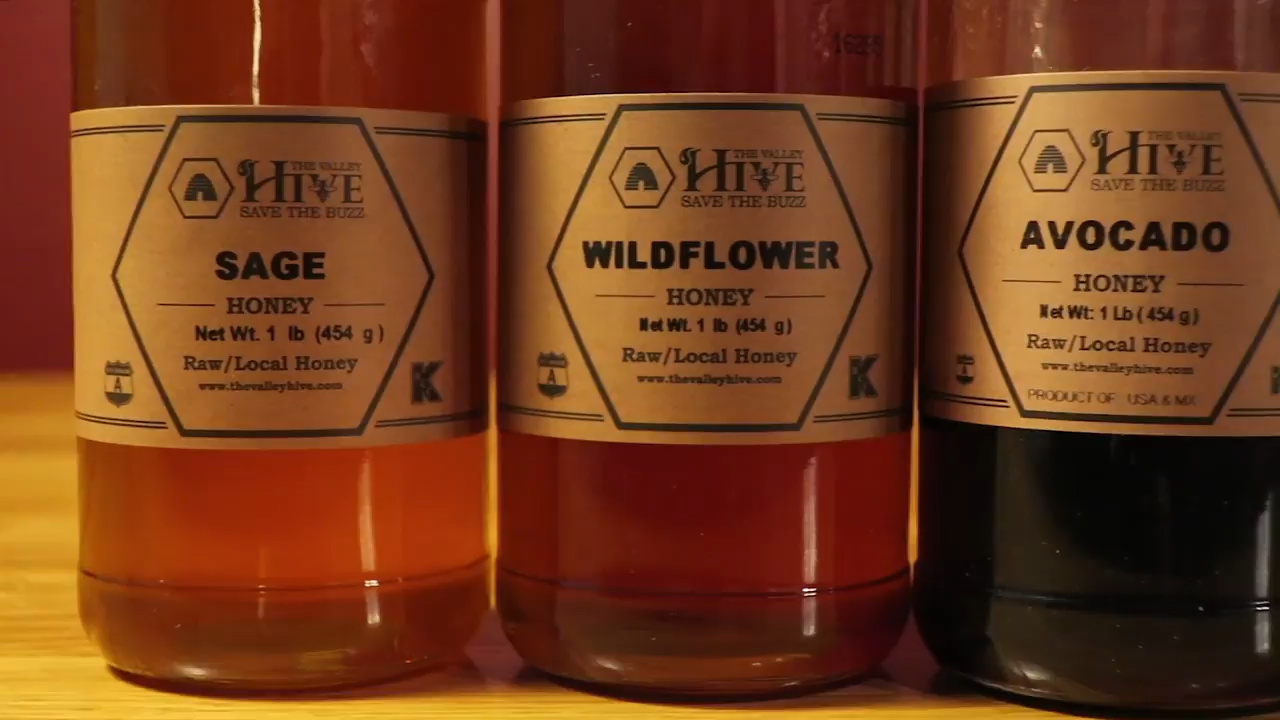 THE VALLEY
HIVE
SAVE THE BUZZ
SAGE
HONEY
Net Wt. 1 lb (454 g)
Raw/Local Honey
www.thevalleyhive.com
A
K
THE VALLEY
HIVE
SAVE THE BUZZ
WILDFLOWER
HONEY
Net Wt. 1 lb (454 g)
Raw/Local Honey
www.thevalleyhive.com
A
K
THE VALLEY
HIVE
SAVE THE BUZZ
AVOCADO
HONEY
Net Wt: 1 Lb (454 g)
Raw/Local Honey
www.thevalleyhive.com
PRODUCT OF USA & MX
A